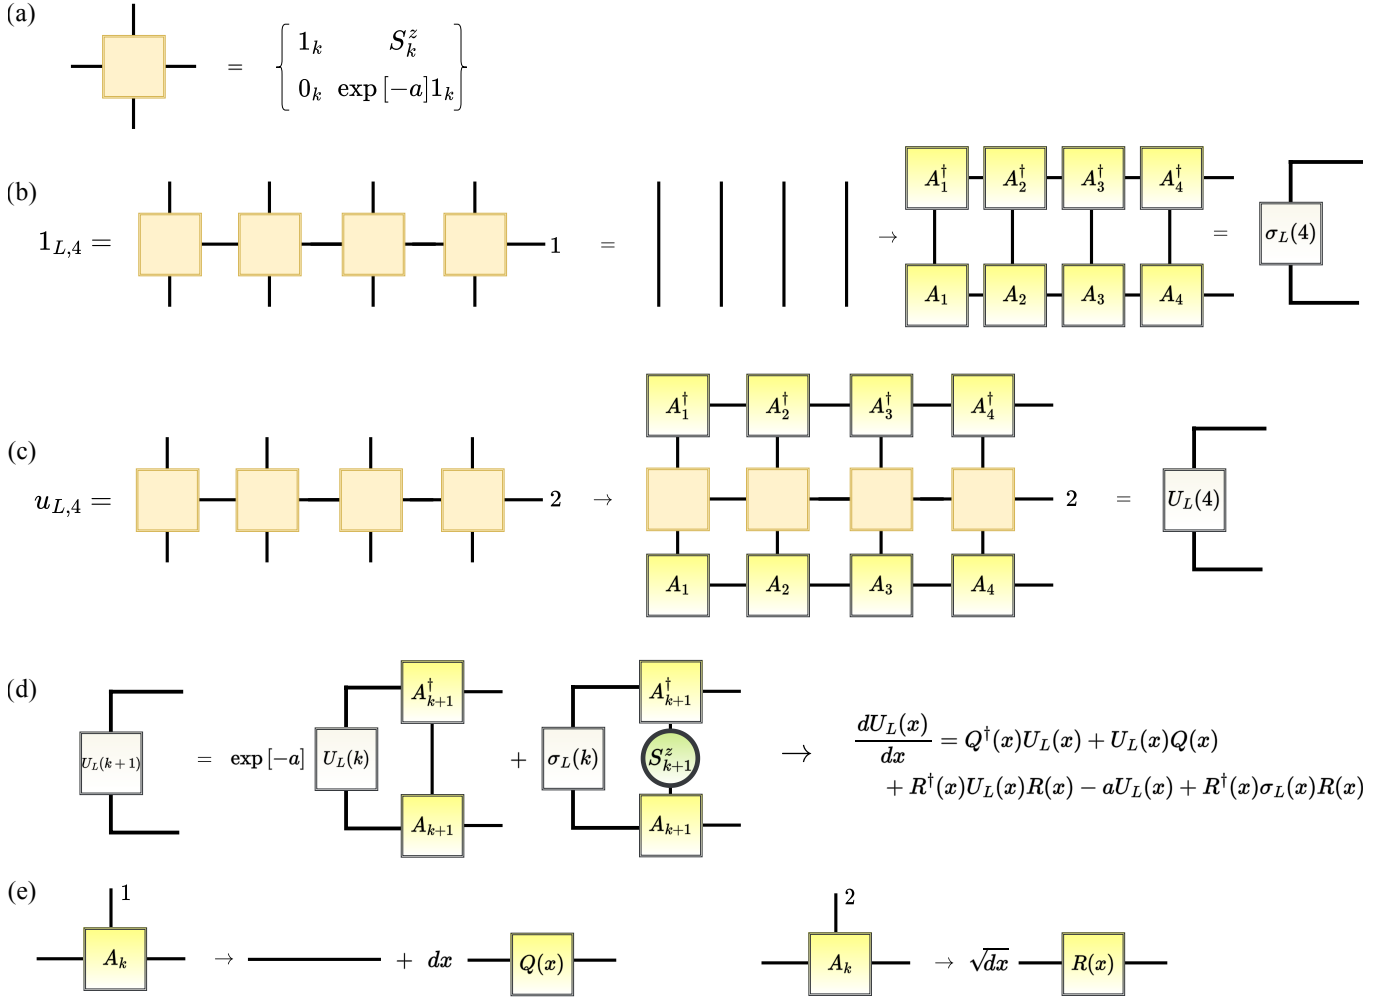 (a)
= { 1_k S^z_k
0_k exp [−a]1_k }
(b)
A†_1 A†_2 A†_3 A†_4
1_{L,4} = 1 = → = σ_L(4)
A_1 A_2 A_3 A_4
(c)
A†_1 A†_2 A†_3 A†_4
u_{L,4} = 2 → 2 = U_L(4)
A_1 A_2 A_3 A_4
(d)
A†_{k+1} A†_{k+1}
U_L(k+1) = exp [−a] U_L(k) + σ_L(k) S^z_{k+1} →
A_{k+1} A_{k+1}
dU_L(x)/dx = Q†(x)U_L(x) + U_L(x)Q(x)
+ R†(x)U_L(x)R(x) − aU_L(x) + R†(x)σ_L(x)R(x)
(e)
1 2
A_k → + dx Q(x) A_k → √dx R(x)